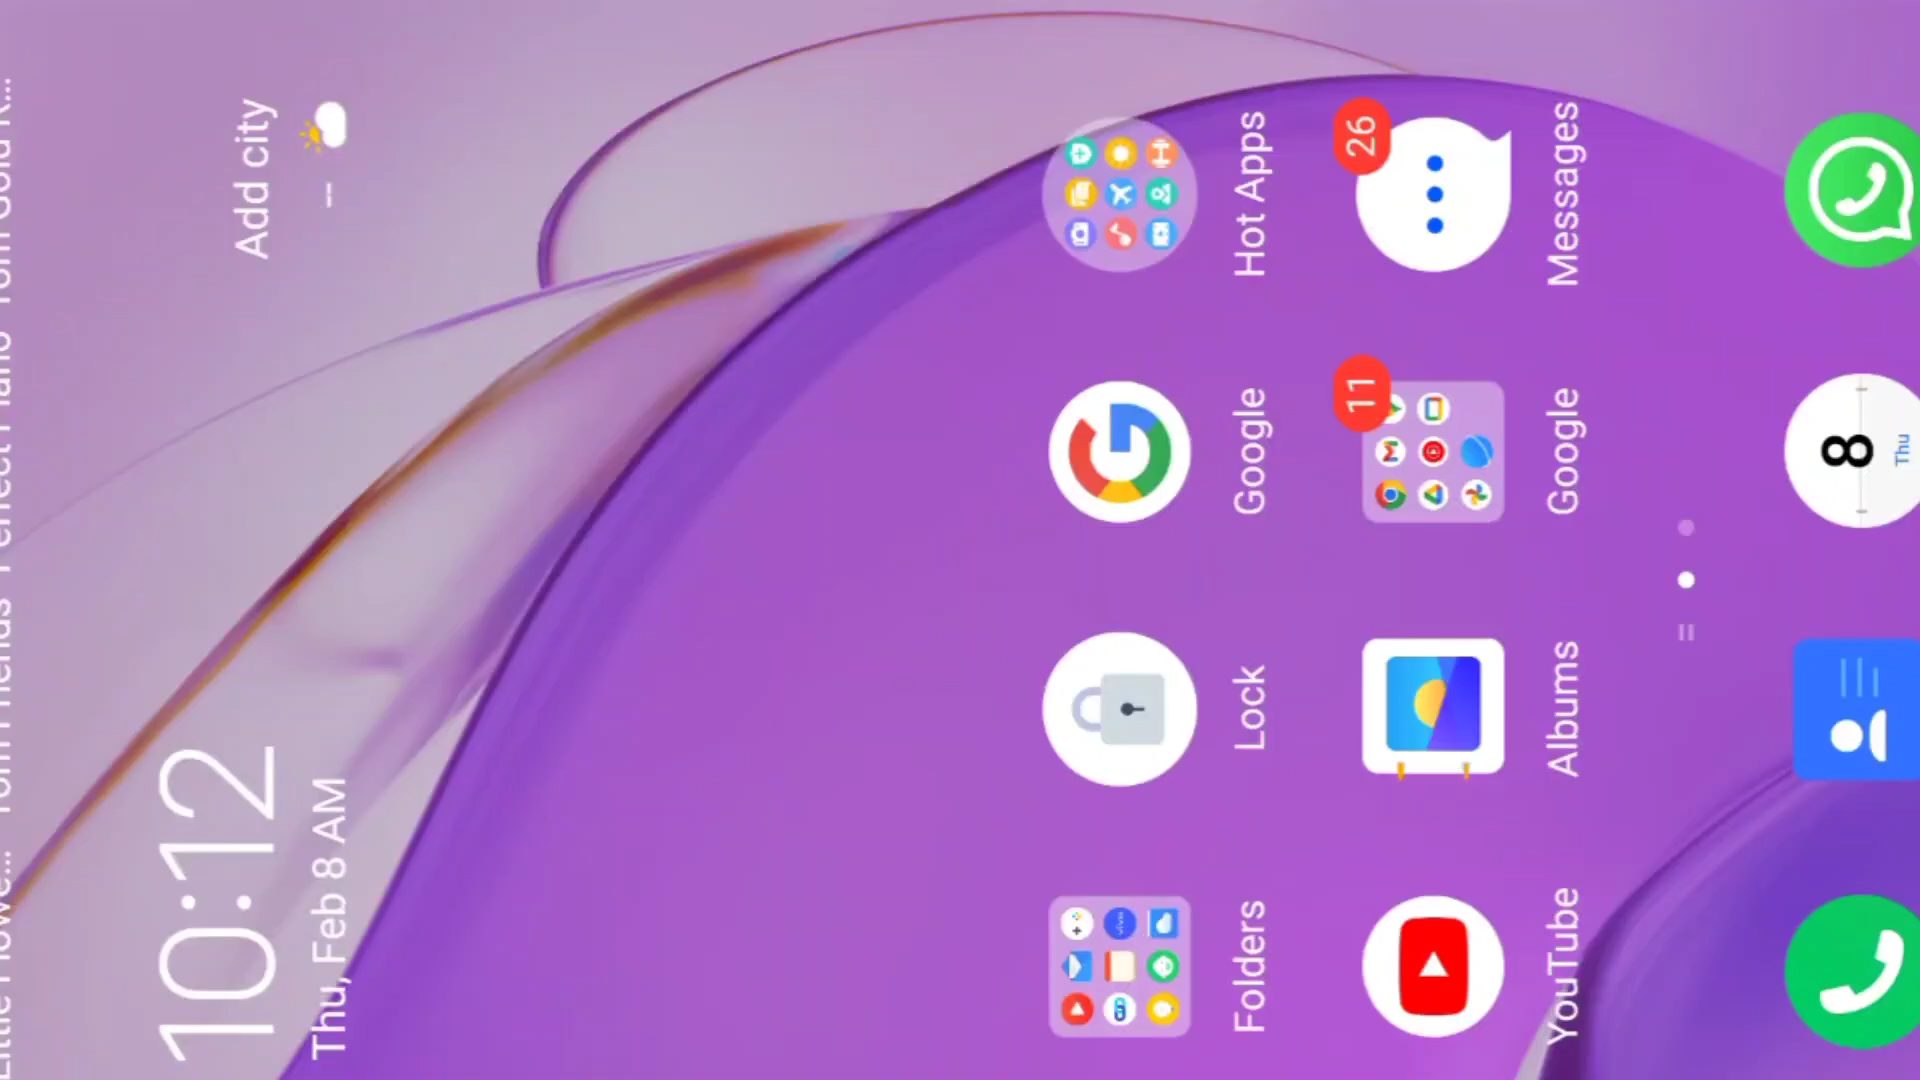 10:12
Thu, Feb 8 AM
Add city
--
Folders
Lock
Google
Hot Apps
YouTube
Albums
11
Google
26
Messages
8
Thu